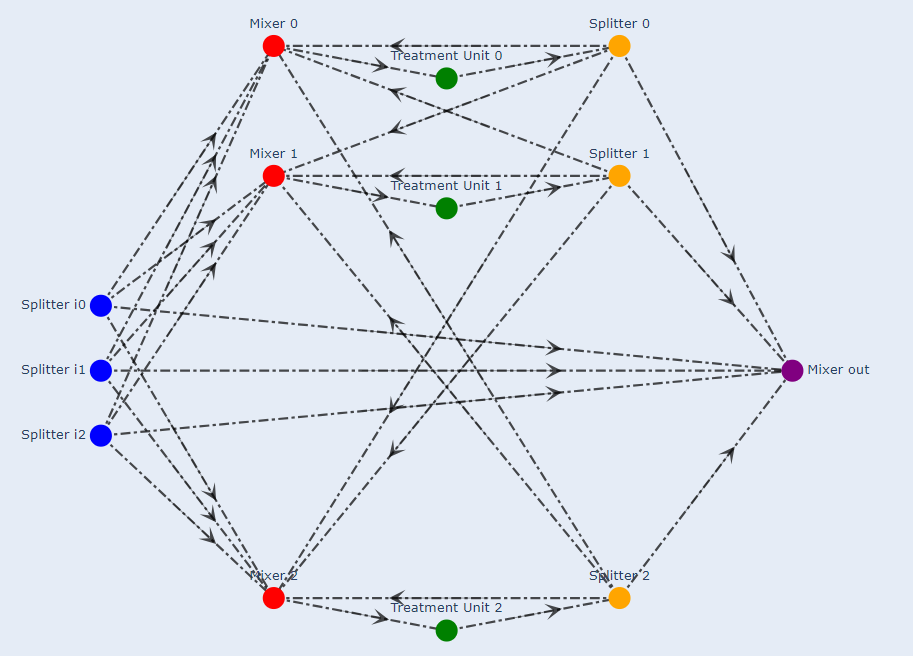 Mixer 0
Splitter 0
Treatment Unit 0
Mixer 1
Splitter 1
Treatment Unit 1
Splitter i0
Splitter i1
Mixer out
Splitter i2
Mixer 2
Splitter 2
Treatment Unit 2